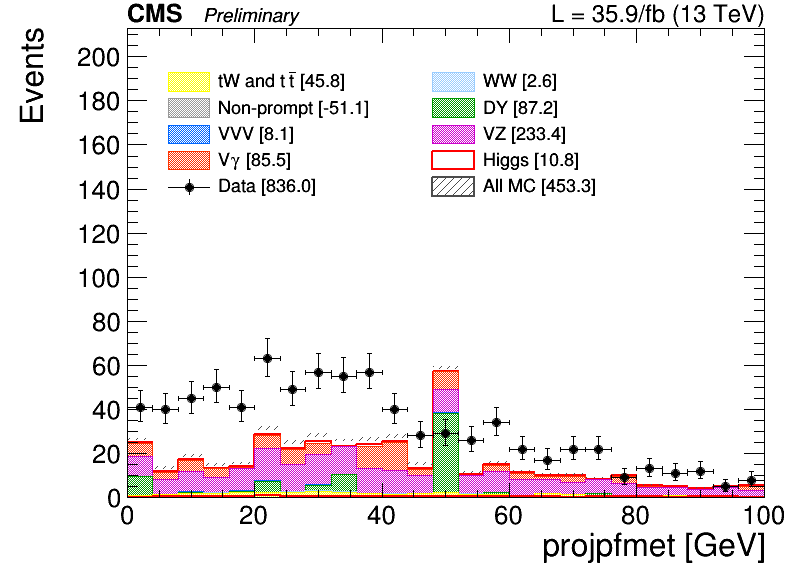 CMS Preliminary L = 35.9/fb (13 TeV)
Events
200
180
160
140
120
100
80
60
40
20
0
tW and t t̅ [45.8] WW [2.6]
Non-prompt [-51.1] DY [87.2]
VVV [8.1] VZ [233.4]
Vγ [85.5] Higgs [10.8]
Data [836.0] All MC [453.3]
0 20 40 60 80 100
projpfmet [GeV]